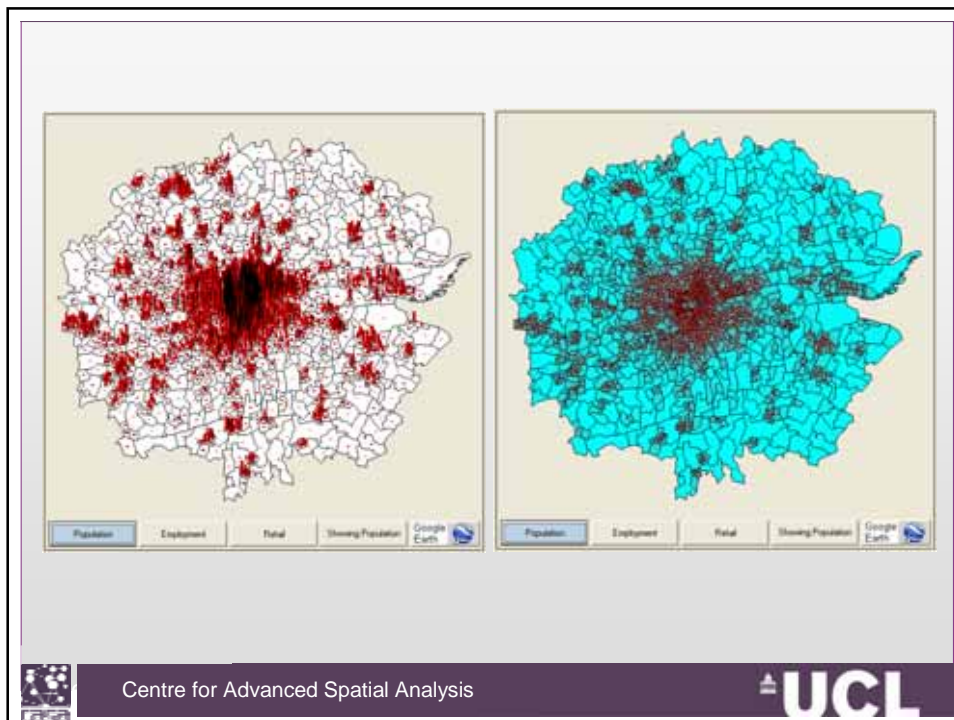 Population Employment Retail Showing Population Google Earth
Population Employment Retail Showing Population Google Earth
Centre for Advanced Spatial Analysis
UCL